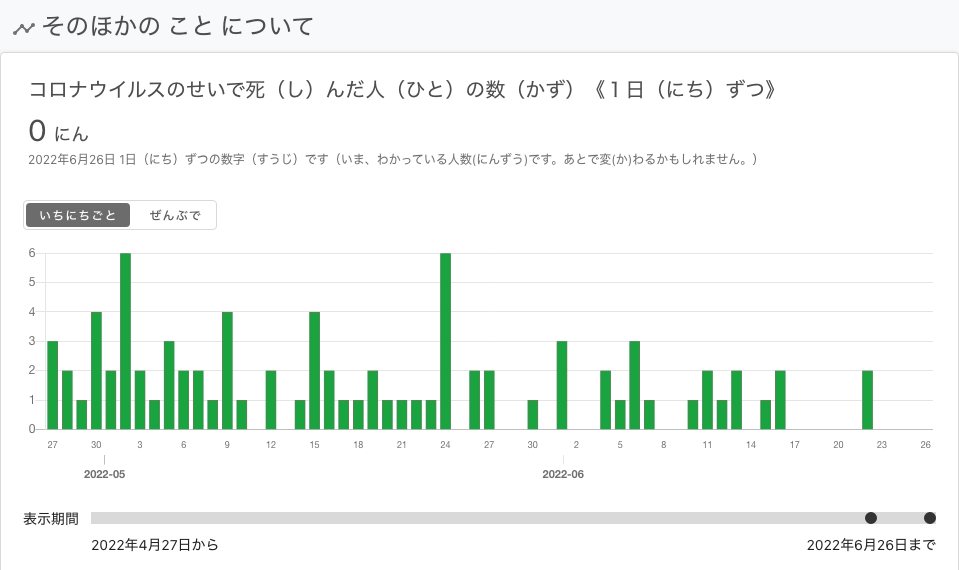 そのほかの こと について
コロナウイルスのせいで死（し）んだ人（ひと）の数（かず）《１日（にち）ずつ》
0 にん
2022年6月26日 1日（にち）ずつの数字（すうじ）です（いま、わかっている人数(にんずう)です。あとで変(か)わるかもしれません。）
いちにちごと ぜんぶで
6
5
4
3
2
1
0
27 30 3 6 9 12 15 18 21 24 27 30 2 5 8 11 14 17 20 23 26
2022-05 2022-06
表示期間
2022年4月27日から 2022年6月26日まで